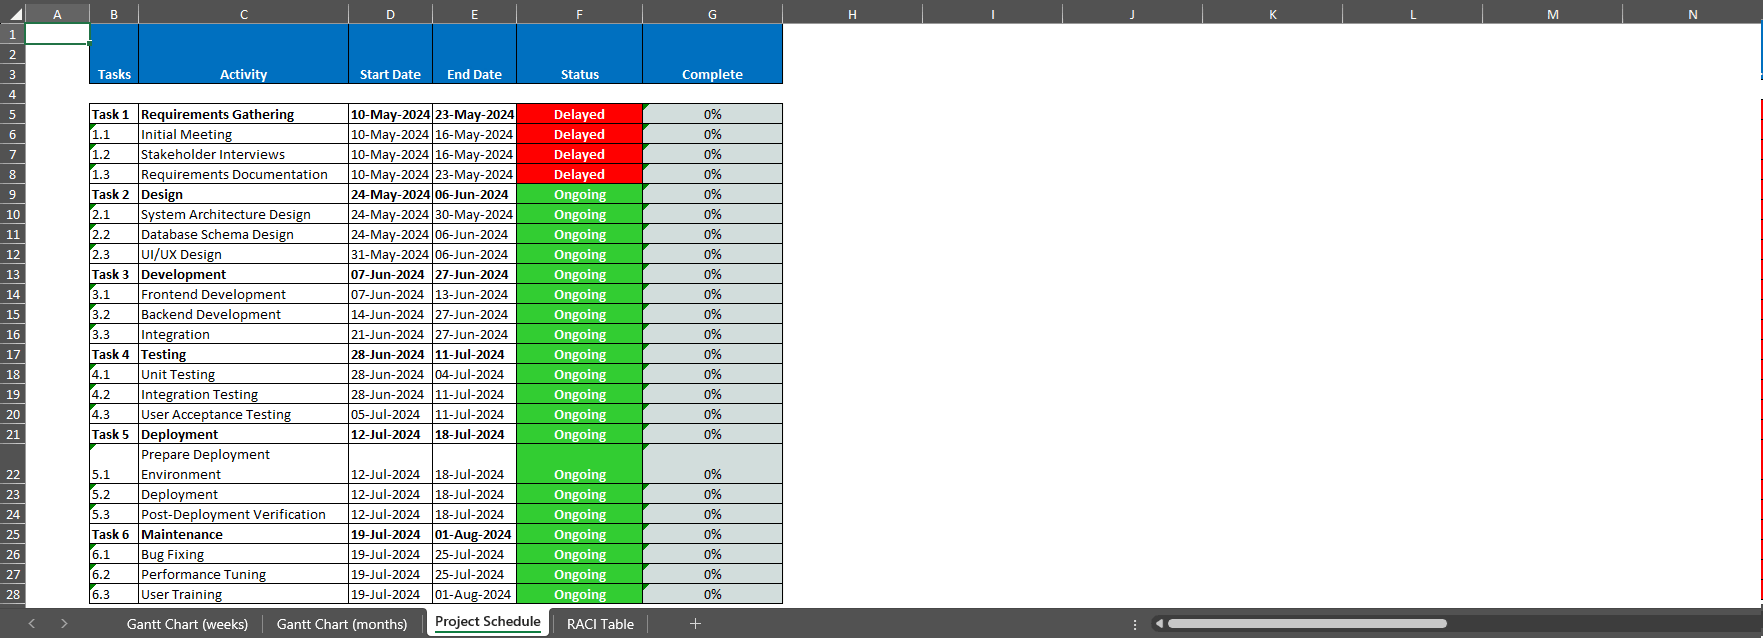 A B C D E F G H I J K L M N
1
2
3 Tasks Activity Start Date End Date Status Complete
4
5 Task 1 Requirements Gathering 10-May-2024 23-May-2024 Delayed 0%
6 1.1 Initial Meeting 10-May-2024 16-May-2024 Delayed 0%
7 1.2 Stakeholder Interviews 10-May-2024 16-May-2024 Delayed 0%
8 1.3 Requirements Documentation 10-May-2024 23-May-2024 Delayed 0%
9 Task 2 Design 24-May-2024 06-Jun-2024 Ongoing 0%
10 2.1 System Architecture Design 24-May-2024 30-May-2024 Ongoing 0%
11 2.2 Database Schema Design 24-May-2024 06-Jun-2024 Ongoing 0%
12 2.3 UI/UX Design 31-May-2024 06-Jun-2024 Ongoing 0%
13 Task 3 Development 07-Jun-2024 27-Jun-2024 Ongoing 0%
14 3.1 Frontend Development 07-Jun-2024 13-Jun-2024 Ongoing 0%
15 3.2 Backend Development 14-Jun-2024 27-Jun-2024 Ongoing 0%
16 3.3 Integration 21-Jun-2024 27-Jun-2024 Ongoing 0%
17 Task 4 Testing 28-Jun-2024 11-Jul-2024 Ongoing 0%
18 4.1 Unit Testing 28-Jun-2024 04-Jul-2024 Ongoing 0%
19 4.2 Integration Testing 28-Jun-2024 11-Jul-2024 Ongoing 0%
20 4.3 User Acceptance Testing 05-Jul-2024 11-Jul-2024 Ongoing 0%
21 Task 5 Deployment 12-Jul-2024 18-Jul-2024 Ongoing 0%
Prepare Deployment
22 5.1 Environment 12-Jul-2024 18-Jul-2024 Ongoing 0%
23 5.2 Deployment 12-Jul-2024 18-Jul-2024 Ongoing 0%
24 5.3 Post-Deployment Verification 12-Jul-2024 18-Jul-2024 Ongoing 0%
25 Task 6 Maintenance 19-Jul-2024 01-Aug-2024 Ongoing 0%
26 6.1 Bug Fixing 19-Jul-2024 25-Jul-2024 Ongoing 0%
27 6.2 Performance Tuning 19-Jul-2024 25-Jul-2024 Ongoing 0%
28 6.3 User Training 19-Jul-2024 01-Aug-2024 Ongoing 0%
Gantt Chart (weeks) Gantt Chart (months) Project Schedule RACI Table